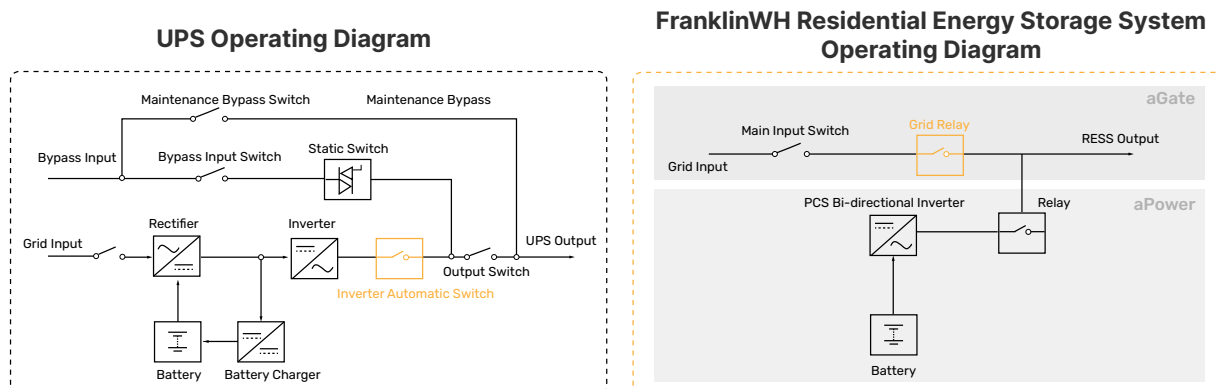 UPS Operating Diagram
Maintenance Bypass Switch
Maintenance Bypass
Bypass Input
Bypass Input Switch
Static Switch
Grid Input
Rectifier
Inverter
UPS Output
Output Switch
Inverter Automatic Switch
Battery
Battery Charger
FranklinWH Residential Energy Storage System
Operating Diagram
aGate
Main Input Switch
Grid Relay
RESS Output
Grid Input
aPower
PCS Bi-directional Inverter
Relay
Battery